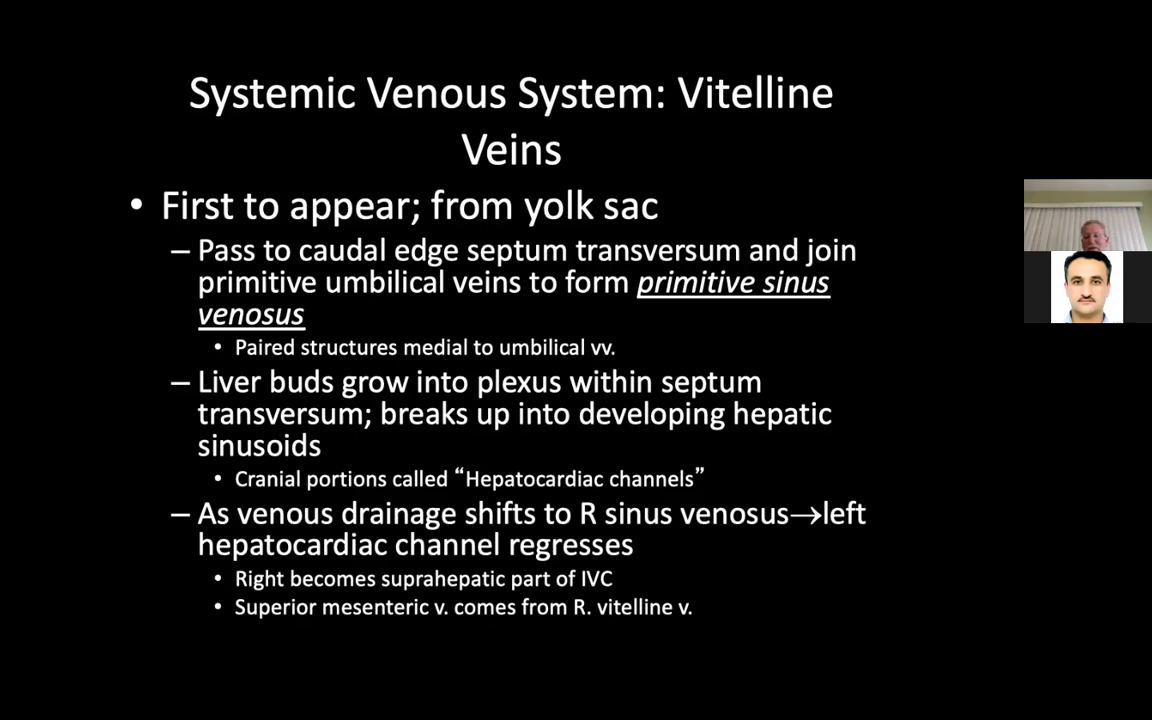 Systemic Venous System: Vitelline
Veins
• First to appear; from yolk sac
– Pass to caudal edge septum transversum and join
primitive umbilical veins to form primitive sinus
venosus
• Paired structures medial to umbilical vv.
– Liver buds grow into plexus within septum
transversum; breaks up into developing hepatic
sinusoids
• Cranial portions called “Hepatocardiac channels”
– As venous drainage shifts to R sinus venosus→left
hepatocardiac channel regresses
• Right becomes suprahepatic part of IVC
• Superior mesenteric v. comes from R. vitelline v.